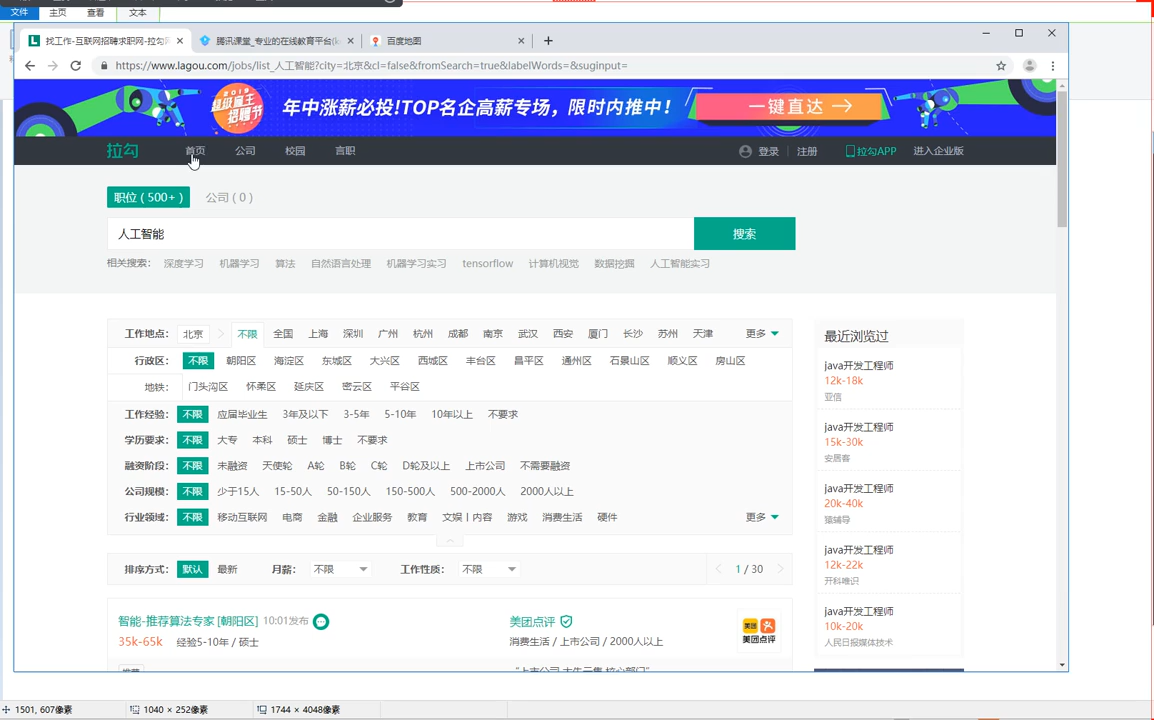 文件 主页 查看 文本
找工作-互联网招聘求职网-拉勾 腾讯课堂_专业的在线教育平台(k 百度地图
https://www.lagou.com/jobs/list_人工智能?city=北京&cl=false&fromSearch=true&labelWords=&suginput=
2019 超级雇主招聘节 年中涨薪必投!TOP名企高薪专场，限时内推中! 一键直达
拉勾 首页 公司 校园 言职 登录 注册 拉勾APP 进入企业版
职位 ( 500+ ) 公司 ( 0 )
人工智能 搜索
相关搜索: 深度学习 机器学习 算法 自然语言处理 机器学习实习 tensorflow 计算机视觉 数据挖掘 人工智能实习
工作地点: 北京 不限 全国 上海 深圳 广州 杭州 成都 南京 武汉 西安 厦门 长沙 苏州 天津 更多
行政区: 不限 朝阳区 海淀区 东城区 大兴区 西城区 丰台区 昌平区 通州区 石景山区 顺义区 房山区
地铁: 门头沟区 怀柔区 延庆区 密云区 平谷区
工作经验: 不限 应届毕业生 3年及以下 3-5年 5-10年 10年以上 不要求
学历要求: 不限 大专 本科 硕士 博士 不要求
融资阶段: 不限 未融资 天使轮 A轮 B轮 C轮 D轮及以上 上市公司 不需要融资
公司规模: 不限 少于15人 15-50人 50-150人 150-500人 500-2000人 2000人以上
行业领域: 不限 移动互联网 电商 金融 企业服务 教育 文娱丨内容 游戏 消费生活 硬件 更多
排序方式: 默认 最新 月薪: 不限 工作性质: 不限 1 / 30
智能-推荐算法专家 [朝阳区] 10:01发布 美团点评
35k-65k 经验5-10年 / 硕士 消费生活 / 上市公司 / 2000人以上
美团 美团点评
最近浏览过
java开发工程师
12k-18k
亚信
java开发工程师
15k-30k
安居客
java开发工程师
20k-40k
猿辅导
java开发工程师
12k-22k
开科唯识
java开发工程师
10k-20k
人民日报媒体技术
1501, 607像素 1040 × 252像素 1744 × 4048像素